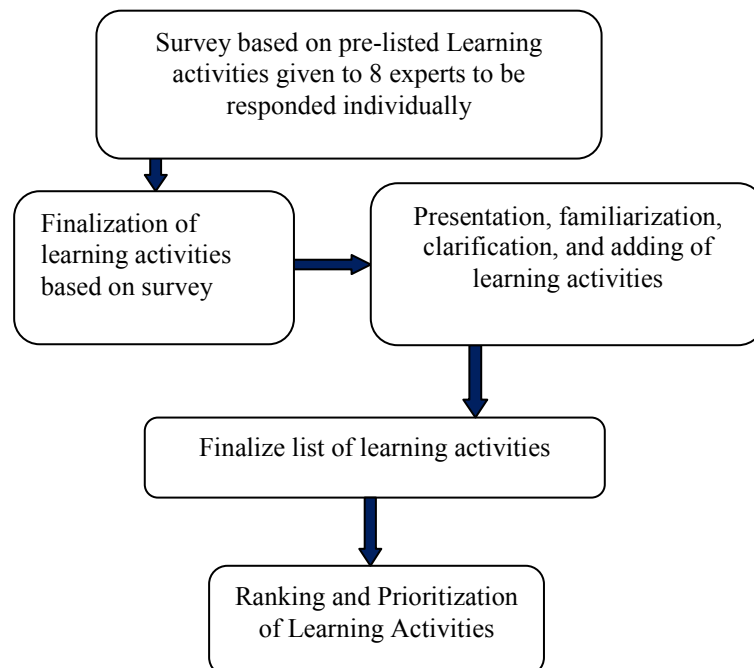 Survey based on pre-listed Learning
activities given to 8 experts to be
responded individually
Finalization of
learning activities
based on survey
Presentation, familiarization,
clarification, and adding of
learning activities
Finalize list of learning activities
Ranking and Prioritization
of Learning Activities